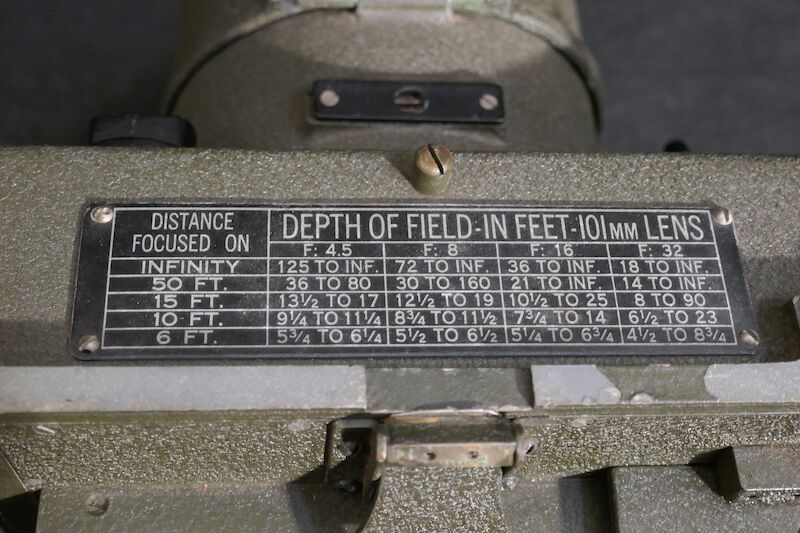 DISTANCE FOCUSED ON DEPTH OF FIELD-IN FEET-101MM LENS
F: 4.5 F: 8 F: 16 F: 32
INFINITY 125 TO INF. 72 TO INF. 36 TO INF. 18 TO INF.
50 FT. 36 TO 80 30 TO 160 21 TO INF. 14 TO INF.
15 FT. 13½ TO 17 12½ TO 19 10½ TO 25 8 TO 90
10 FT. 9¼ TO 11¼ 8¾ TO 11½ 7¾ TO 14 6½ TO 23
6 FT. 5¾ TO 6¼ 5½ TO 6½ 5¼ TO 6¾ 4½ TO 8¾